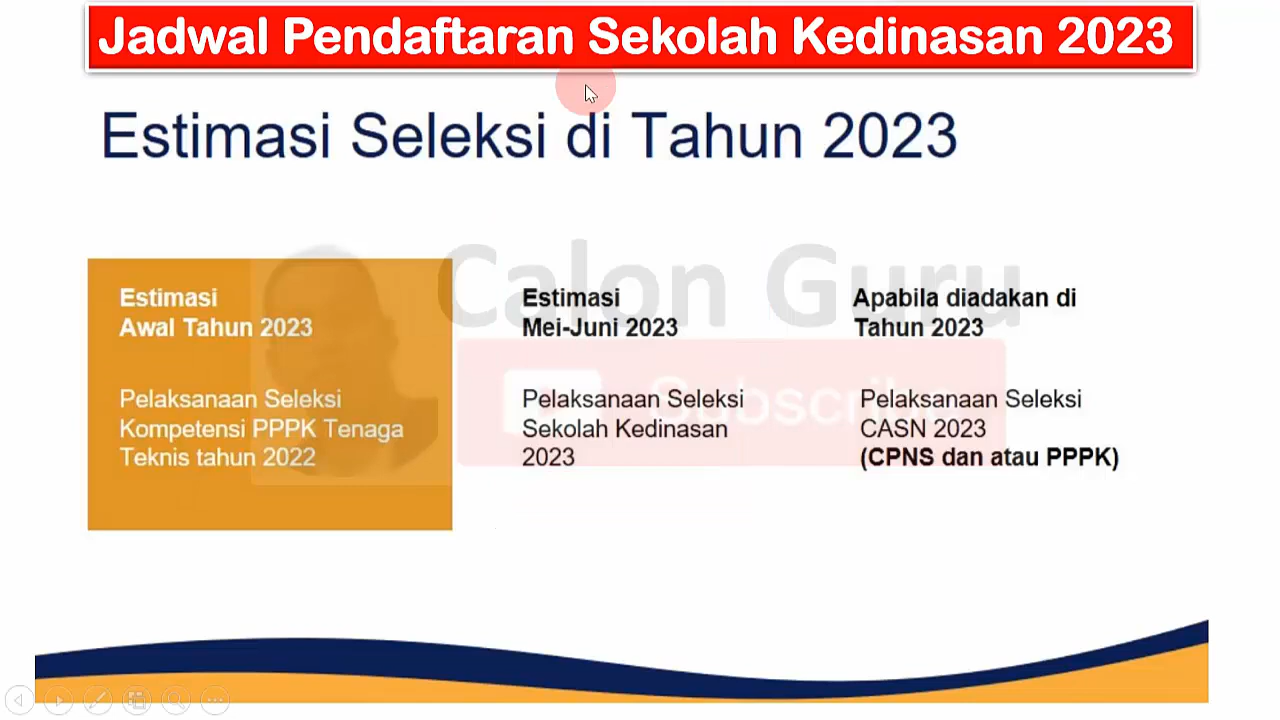 Jadwal Pendaftaran Sekolah Kedinasan 2023
Estimasi Seleksi di Tahun 2023
Calon Guru
Estimasi
Awal Tahun 2023
Pelaksanaan Seleksi
Kompetensi PPPK Tenaga
Teknis tahun 2022
Estimasi
Mei-Juni 2023
Pelaksanaan Seleksi
Sekolah Kedinasan
2023
Apabila diadakan di
Tahun 2023
Pelaksanaan Seleksi
CASN 2023
(CPNS dan atau PPPK)
Subscribe